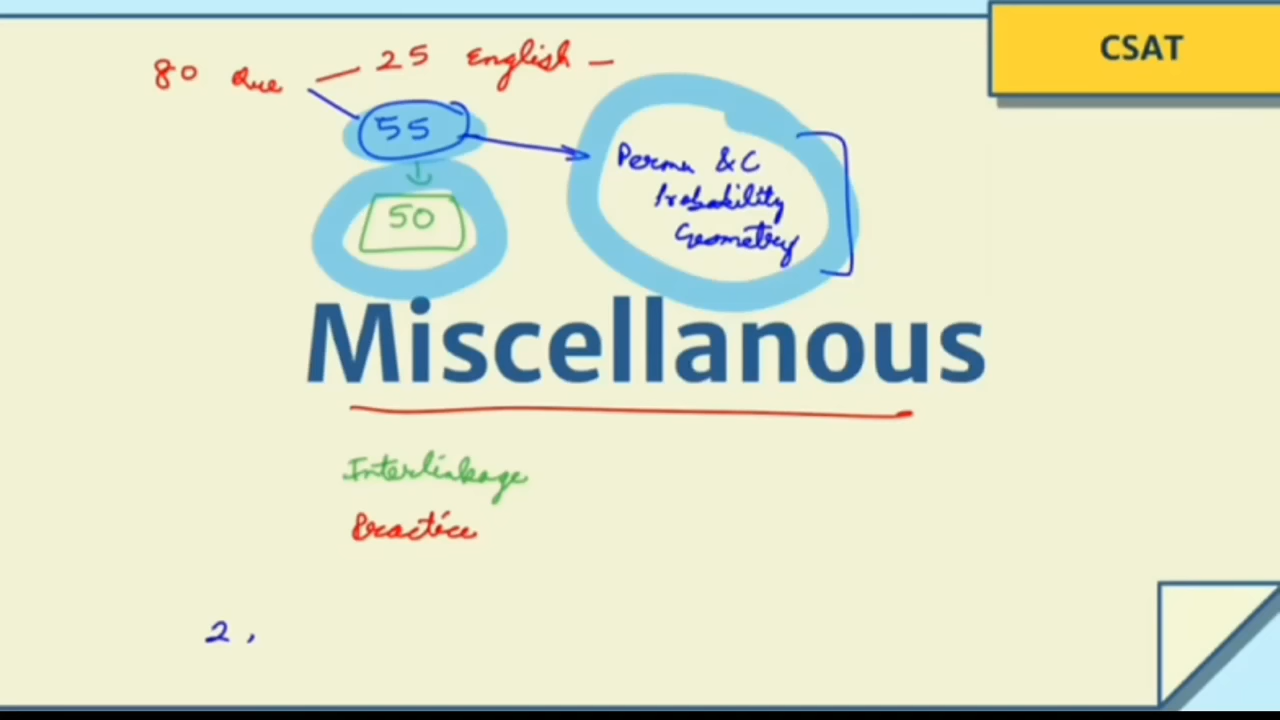 CSAT
80 Que
25 English
55
50
Permu & C
Probability
Geometry
Miscellanous
Interlinkage
Practice
2 ,